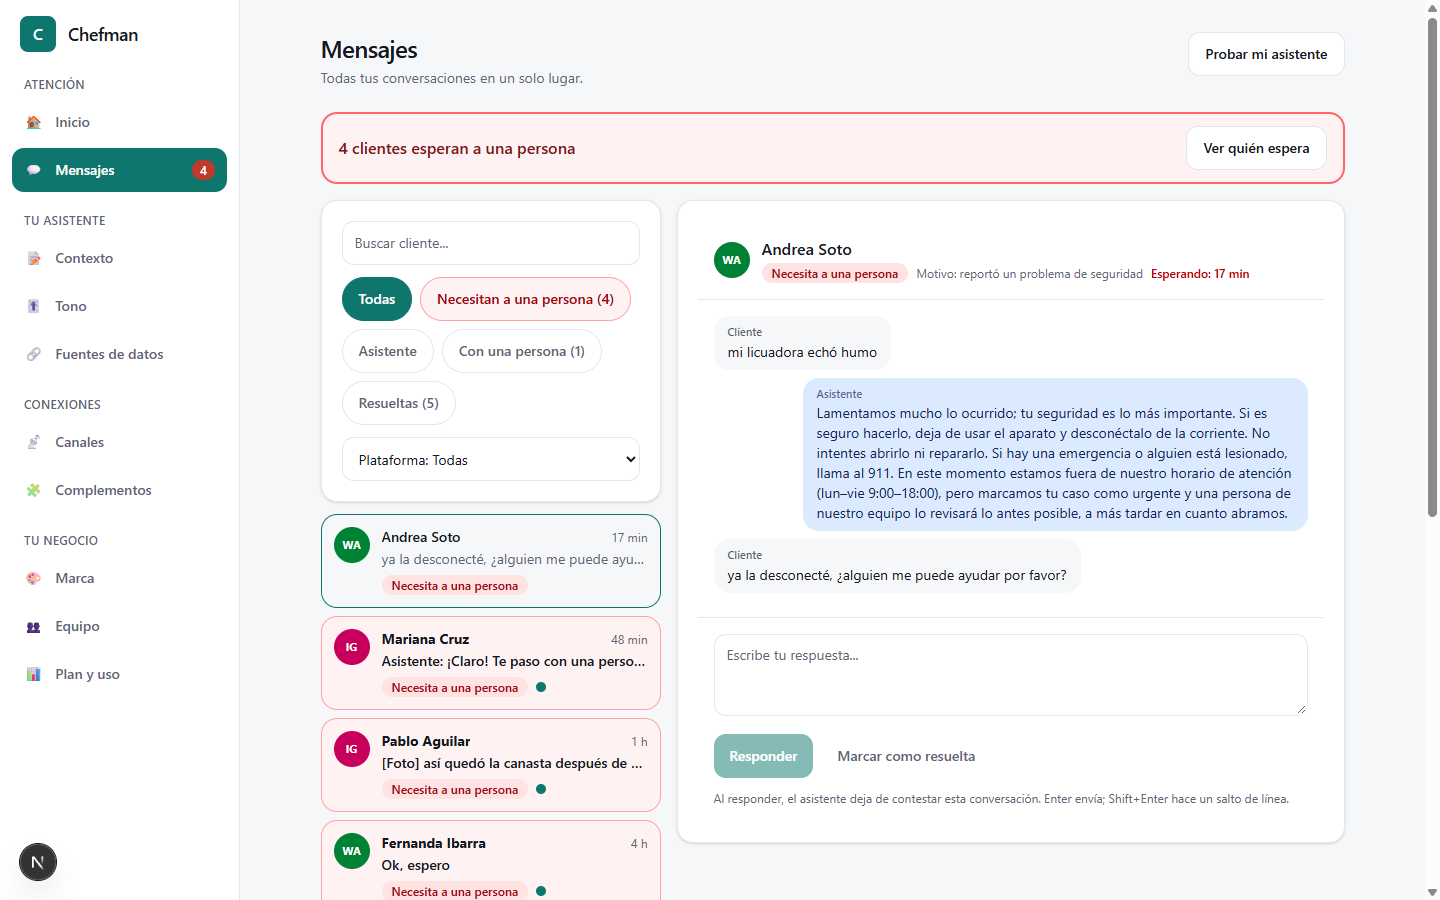 C Chefman
ATENCIÓN
Inicio
Mensajes 4
TU ASISTENTE
Contexto
Tono
Fuentes de datos
CONEXIONES
Canales
Complementos
TU NEGOCIO
Marca
Equipo
Plan y uso
N
Mensajes
Todas tus conversaciones en un solo lugar.
Probar mi asistente
4 clientes esperan a una persona
Ver quién espera
Buscar cliente...
Todas
Necesitan a una persona (4)
Asistente
Con una persona (1)
Resueltas (5)
Plataforma: Todas
WA
Andrea Soto 17 min
ya la desconecté, ¿alguien me puede ayu...
Necesita a una persona
IG
Mariana Cruz 48 min
Asistente: ¡Claro! Te paso con una perso...
Necesita a una persona
IG
Pablo Aguilar 1 h
[Foto] así quedó la canasta después de ...
Necesita a una persona
WA
Fernanda Ibarra 4 h
Ok, espero
Necesita a una persona
WA
Andrea Soto
Necesita a una persona Motivo: reportó un problema de seguridad Esperando: 17 min
Cliente
mi licuadora echó humo
Asistente
Lamentamos mucho lo ocurrido; tu seguridad es lo más importante. Si es
seguro hacerlo, deja de usar el aparato y desconéctalo de la corriente. No
intentes abrirlo ni repararlo. Si hay una emergencia o alguien está lesionado,
llama al 911. En este momento estamos fuera de nuestro horario de atención
(lun–vie 9:00–18:00), pero marcamos tu caso como urgente y una persona de
nuestro equipo lo revisará lo antes posible, a más tardar en cuanto abramos.
Cliente
ya la desconecté, ¿alguien me puede ayudar por favor?
Escribe tu respuesta...
Responder
Marcar como resuelta
Al responder, el asistente deja de contestar esta conversación. Enter envía; Shift+Enter hace un salto de línea.